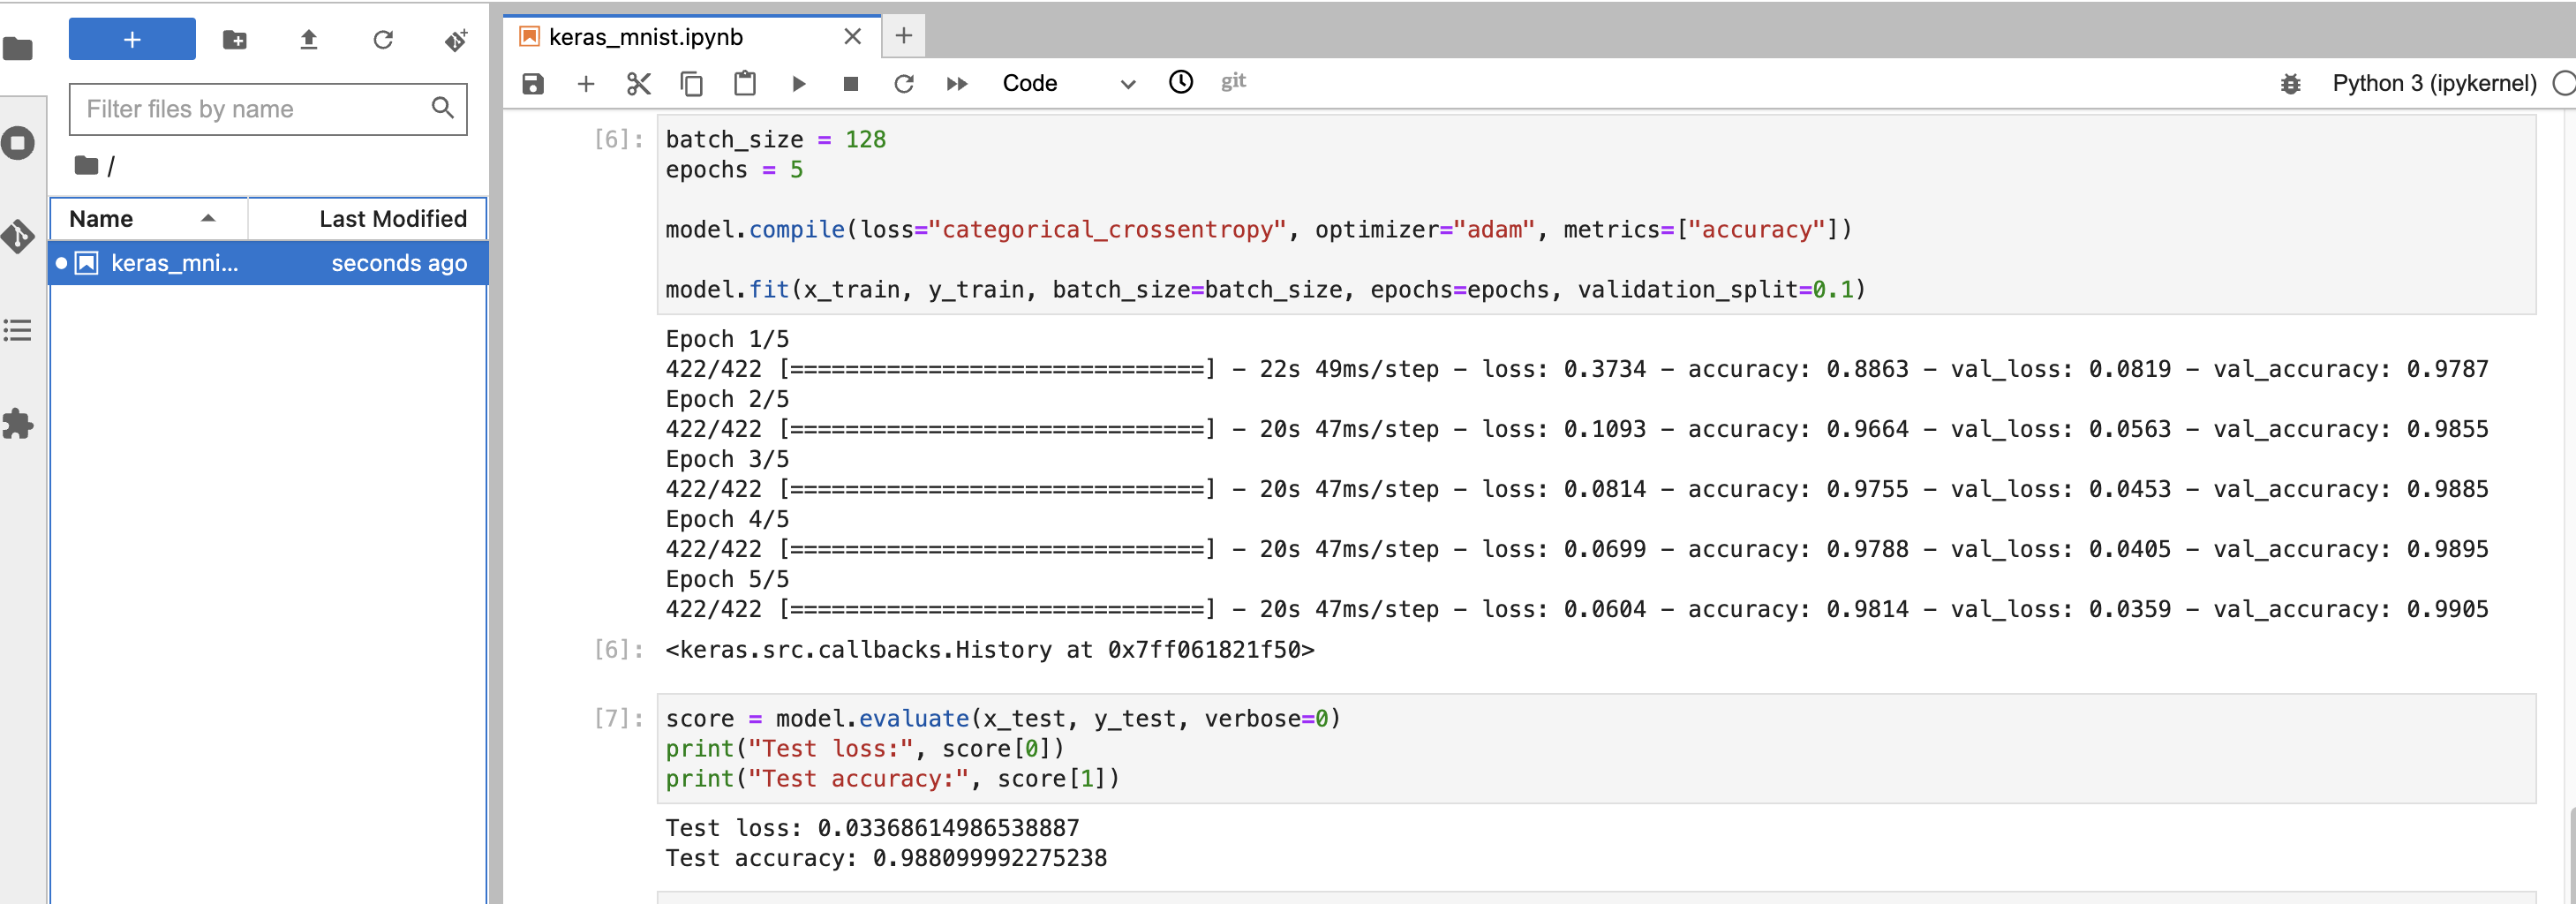 +
Filter files by name
/
Name Last Modified
keras_mni... seconds ago
keras_mnist.ipynb
Code git Python 3 (ipykernel)
[6]: batch_size = 128
epochs = 5
model.compile(loss="categorical_crossentropy", optimizer="adam", metrics=["accuracy"])
model.fit(x_train, y_train, batch_size=batch_size, epochs=epochs, validation_split=0.1)
Epoch 1/5
422/422 [==============================] - 22s 49ms/step - loss: 0.3734 - accuracy: 0.8863 - val_loss: 0.0819 - val_accuracy: 0.9787
Epoch 2/5
422/422 [==============================] - 20s 47ms/step - loss: 0.1093 - accuracy: 0.9664 - val_loss: 0.0563 - val_accuracy: 0.9855
Epoch 3/5
422/422 [==============================] - 20s 47ms/step - loss: 0.0814 - accuracy: 0.9755 - val_loss: 0.0453 - val_accuracy: 0.9885
Epoch 4/5
422/422 [==============================] - 20s 47ms/step - loss: 0.0699 - accuracy: 0.9788 - val_loss: 0.0405 - val_accuracy: 0.9895
Epoch 5/5
422/422 [==============================] - 20s 47ms/step - loss: 0.0604 - accuracy: 0.9814 - val_loss: 0.0359 - val_accuracy: 0.9905
[6]: <keras.src.callbacks.History at 0x7ff061821f50>
[7]: score = model.evaluate(x_test, y_test, verbose=0)
print("Test loss:", score[0])
print("Test accuracy:", score[1])
Test loss: 0.03368614986538887
Test accuracy: 0.988099992275238